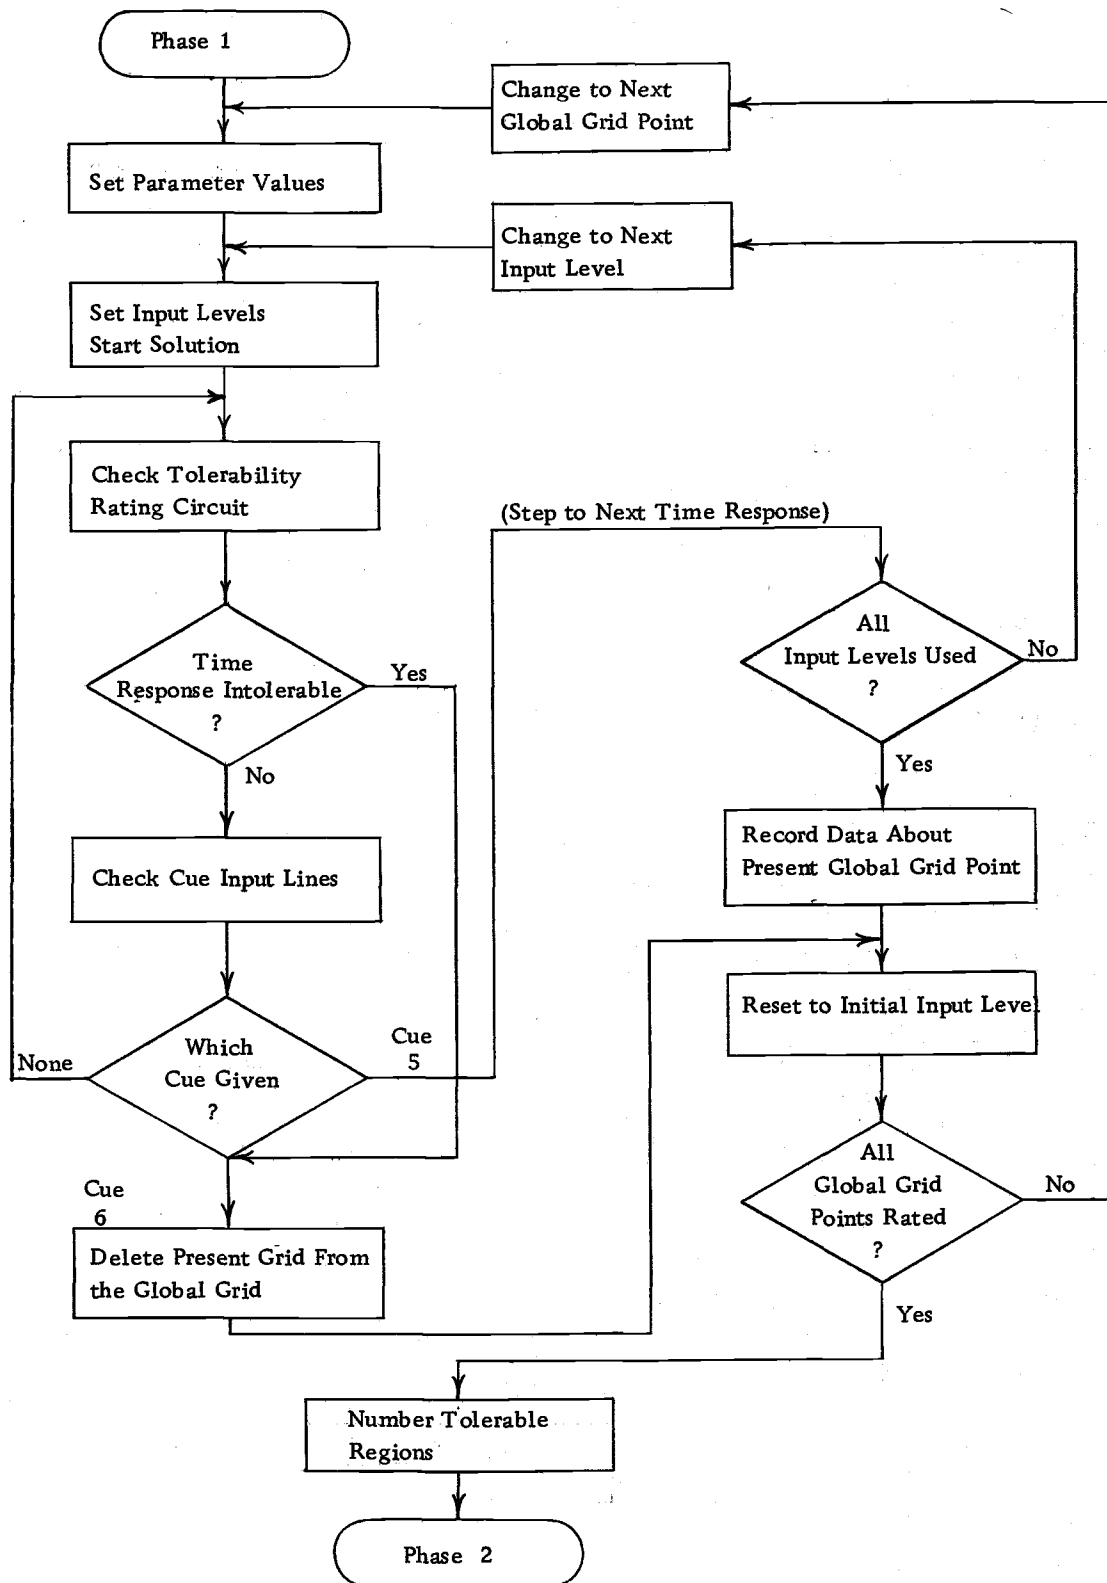 Phase 1
Change to Next
Global Grid Point
Set Parameter Values
Change to Next
Input Level
Set Input Levels
Start Solution
Check Tolerability
Rating Circuit
(Step to Next Time Response)
Time
Response Intolerable
?
Yes
No
All
Input Levels Used
?
No
Yes
Check Cue Input Lines
Record Data About
Present Global Grid Point
Which
Cue Given
?
None
Cue
5
Reset to Initial Input Level
Cue
6
Delete Present Grid From
the Global Grid
All
Global Grid
Points Rated
?
No
Yes
Number Tolerable
Regions
Phase 2